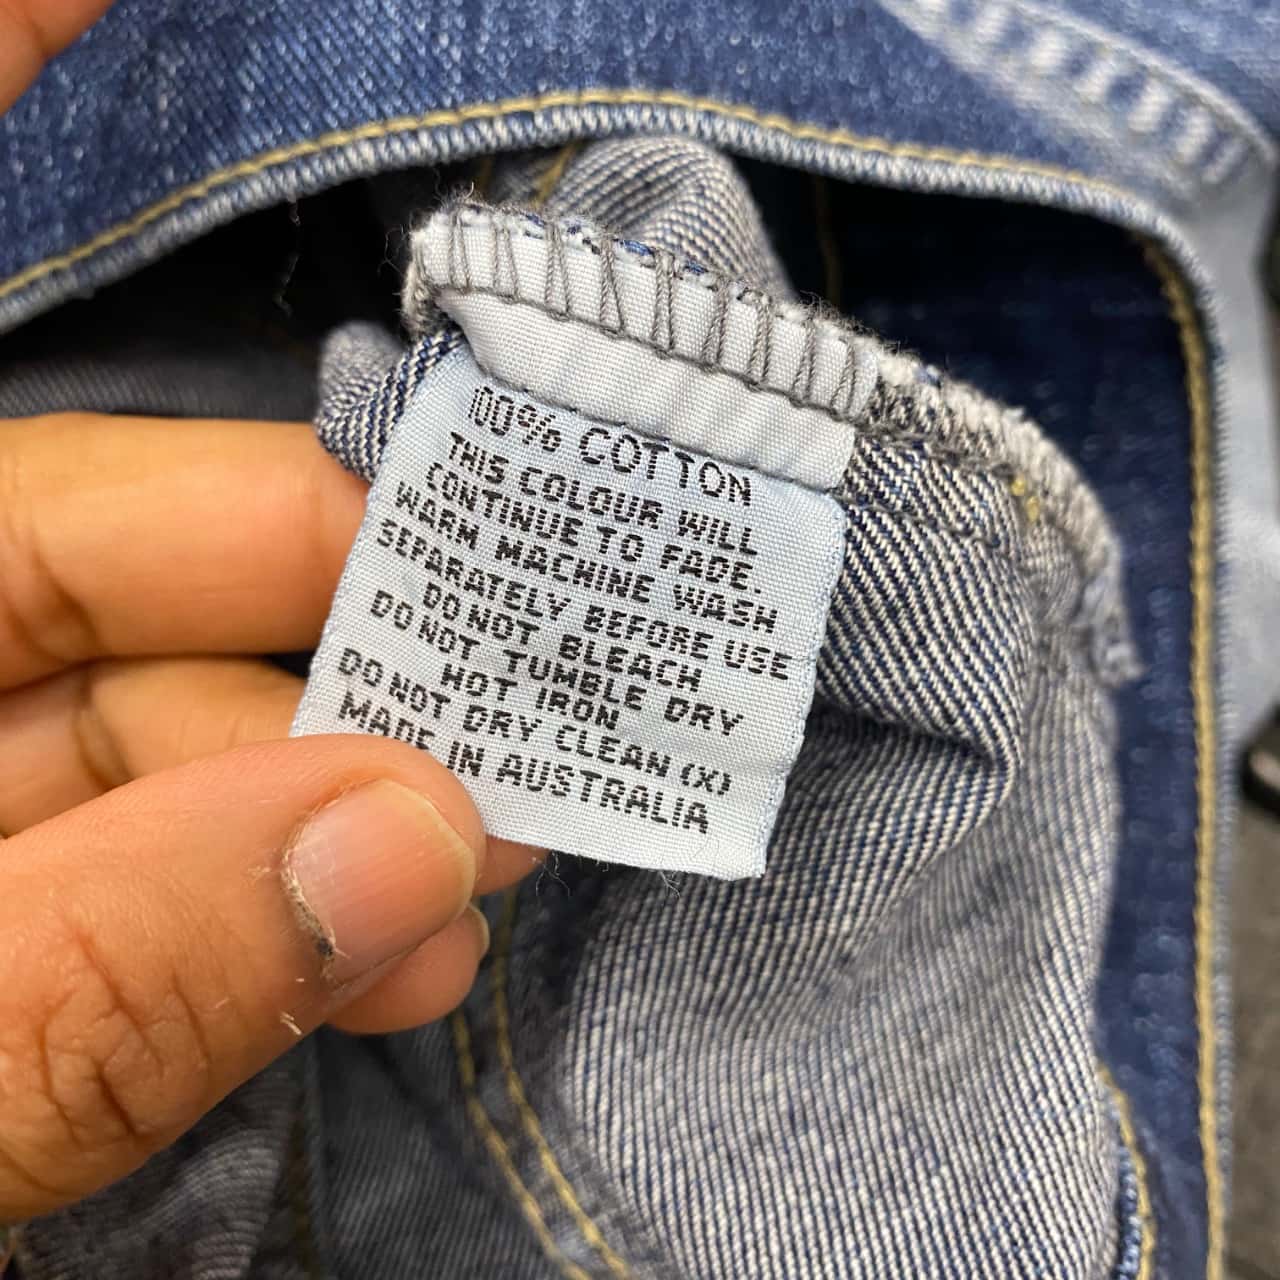 100% COTTON
THIS COLOUR WILL
CONTINUE TO FADE.
WARM MACHINE WASH
SEPARATELY BEFORE USE
DO NOT BLEACH
DO NOT TUMBLE DRY
HOT IRON
DO NOT DRY CLEAN (X)
MADE IN AUSTRALIA